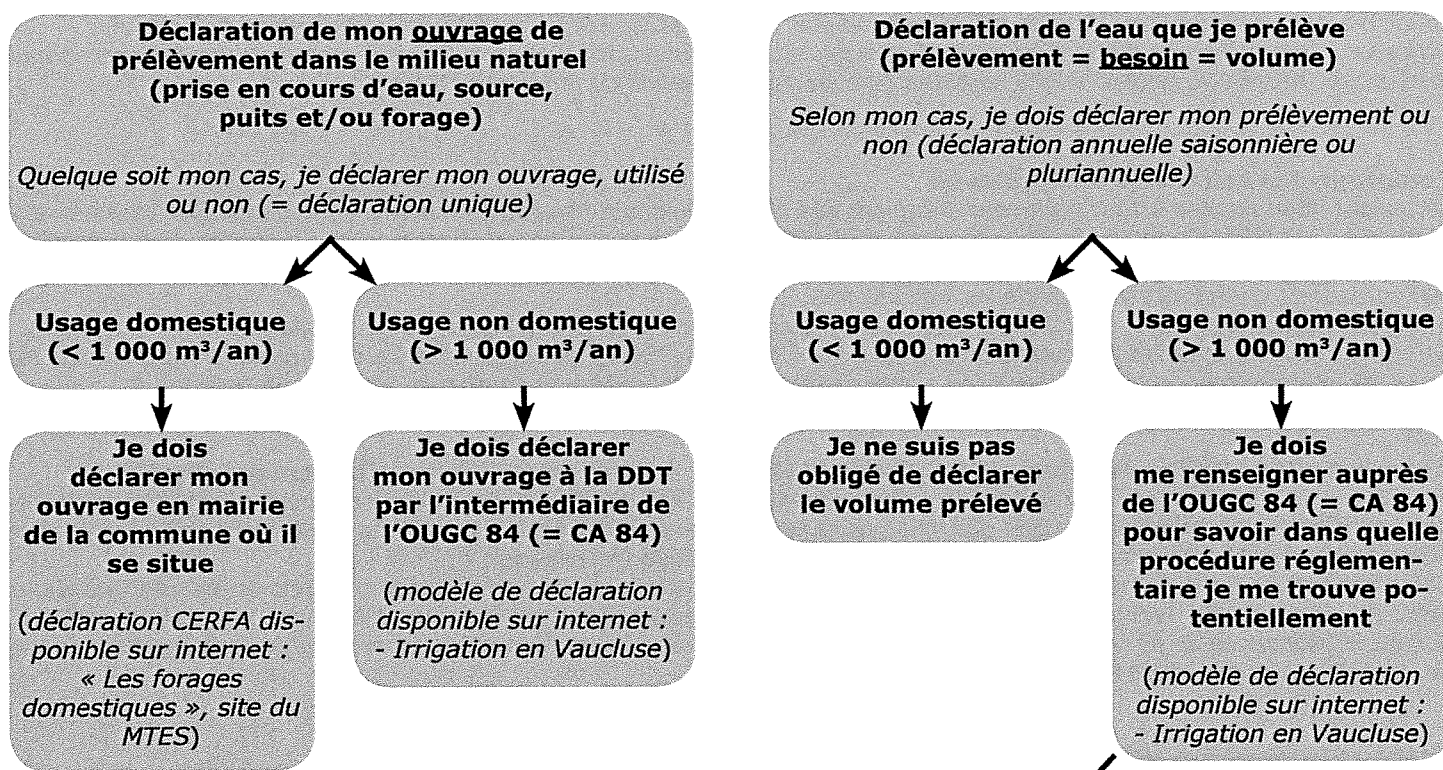 Déclaration de mon ouvrage de
prélèvement dans le milieu naturel
(prise en cours d'eau, source,
puits et/ou forage)
Quelque soit mon cas, je déclarer mon ouvrage, utilisé
ou non (= déclaration unique)
Usage domestique
(< 1 000 m³/an)
Usage non domestique
(> 1 000 m³/an)
Je dois
déclarer mon
ouvrage en mairie
de la commune où il
se situe
(déclaration CERFA dis-
ponible sur internet :
« Les forages
domestiques », site du
MTES)
Je dois déclarer
mon ouvrage à la DDT
par l'intermédiaire de
l'OUGC 84 (= CA 84)
(modèle de déclaration
disponible sur internet :
- Irrigation en Vaucluse)
Déclaration de l'eau que je prélève
(prélèvement = besoin = volume)
Selon mon cas, je dois déclarer mon prélèvement ou
non (déclaration annuelle saisonnière ou
pluriannuelle)
Usage domestique
(< 1 000 m³/an)
Usage non domestique
(> 1 000 m³/an)
Je ne suis pas
obligé de déclarer
le volume prélevé
Je dois
me renseigner auprès
de l'OUGC 84 (= CA 84)
pour savoir dans quelle
procédure réglemen-
taire je me trouve po-
tentiellement
(modèle de déclaration
disponible sur internet :
- Irrigation en Vaucluse)